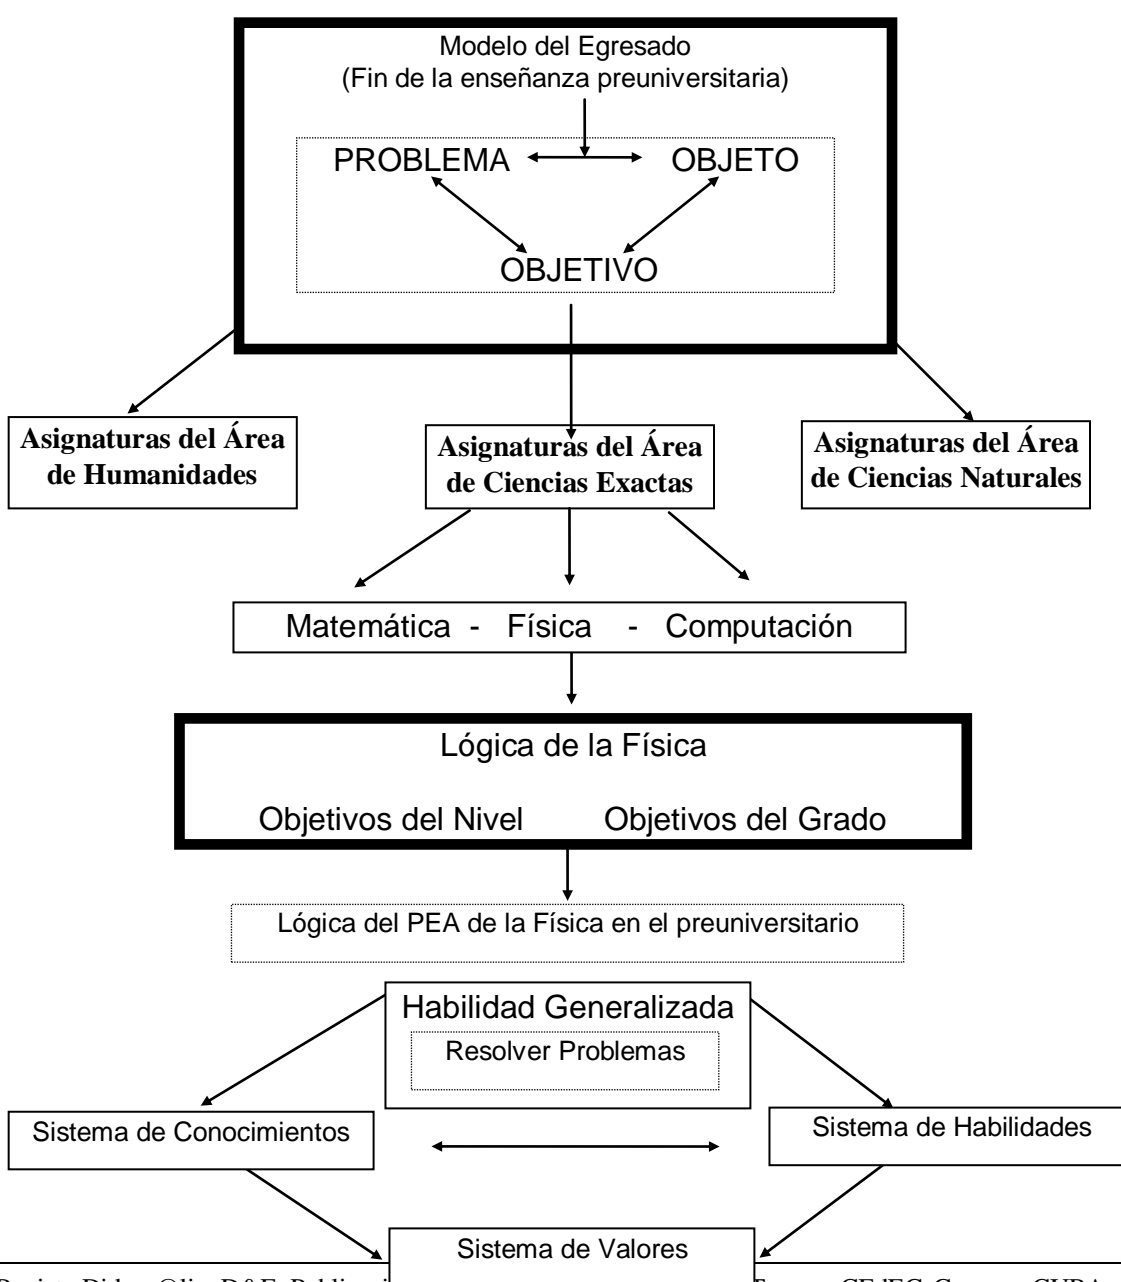 Modelo del Egresado
(Fin de la enseñanza preuniversitaria)
PROBLEMA OBJETO
OBJETIVO
Asignaturas del Área
de Humanidades
Asignaturas del Área
de Ciencias Exactas
Asignaturas del Área
de Ciencias Naturales
Matemática - Física - Computación
Lógica de la Física
Objetivos del Nivel Objetivos del Grado
Lógica del PEA de la Física en el preuniversitario
Habilidad Generalizada
Resolver Problemas
Sistema de Conocimientos
Sistema de Habilidades
Sistema de Valores